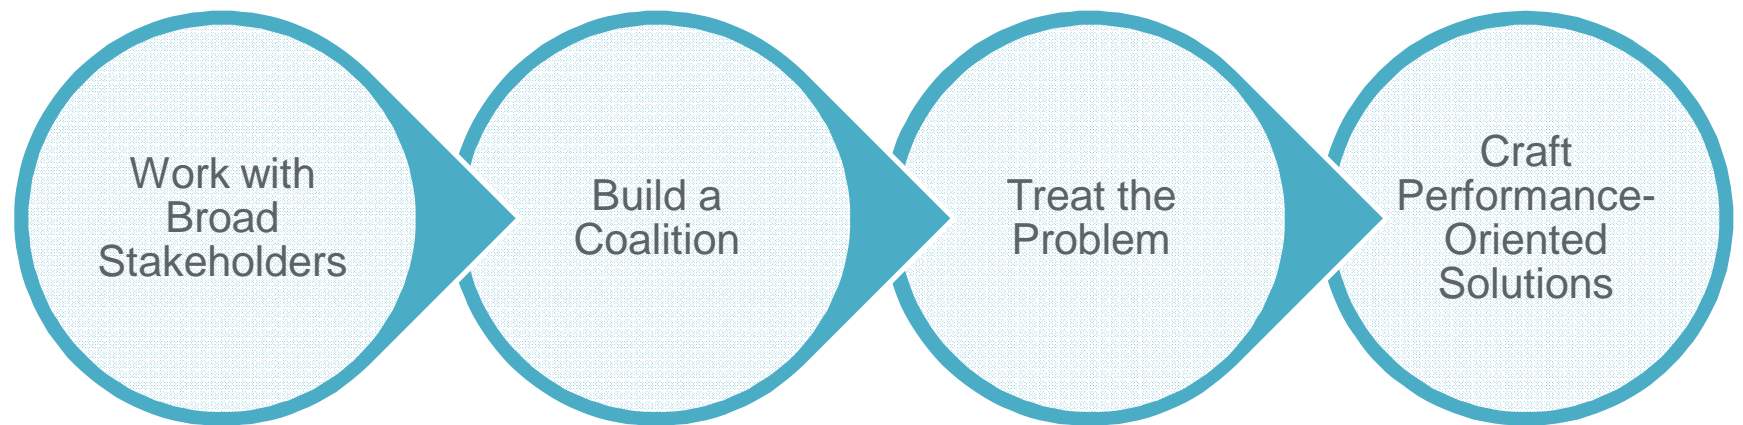 Work with
Broad
Stakeholders
Build a
Coalition
Treat the
Problem
Craft
Performance-
Oriented
Solutions